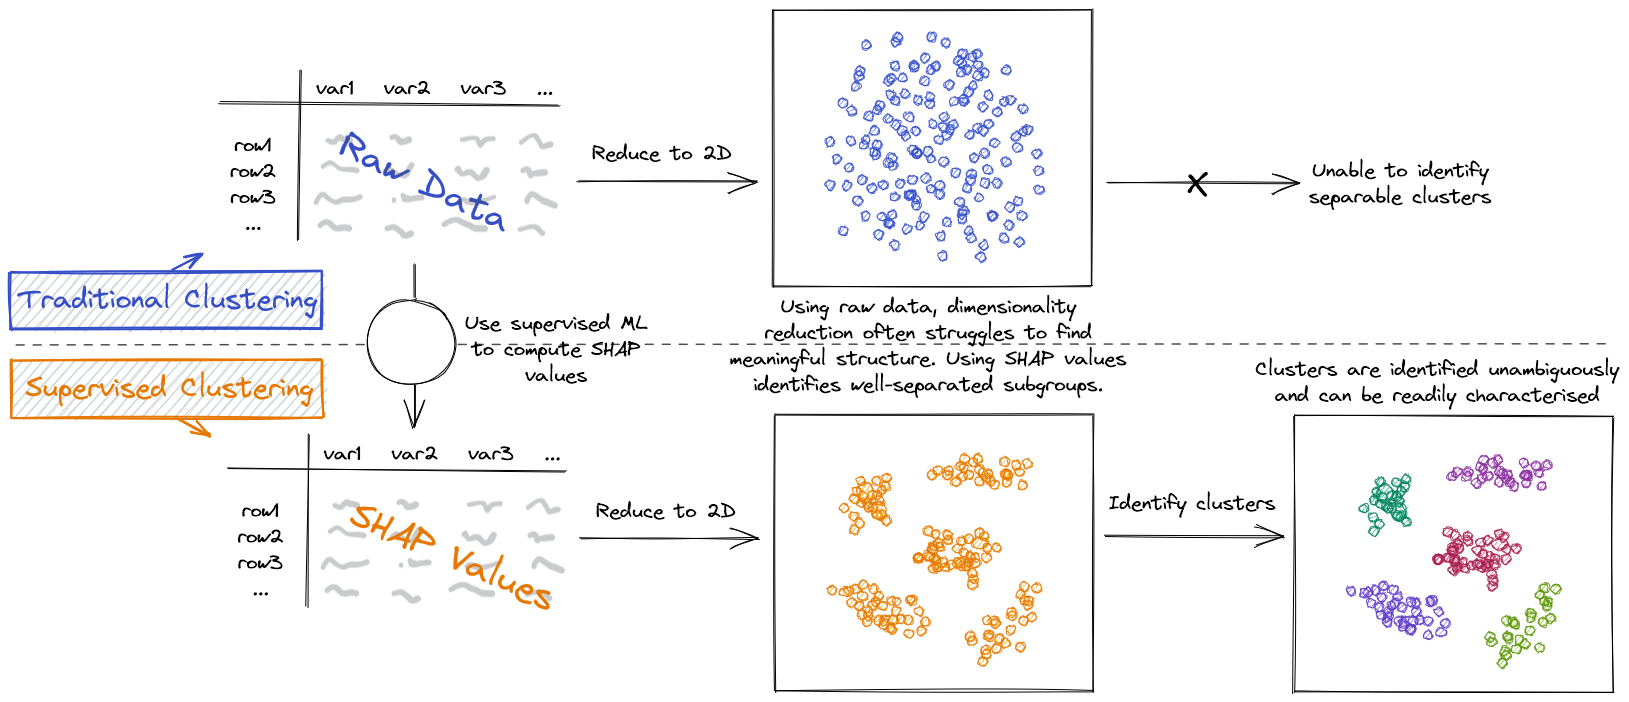 var1 var2 var3 ...
row1
row2
row3
...
Raw Data
Reduce to 2D
Unable to identify
separable clusters
Traditional Clustering
Use supervised ML
to compute SHAP
values
Using raw data, dimensionality
reduction often struggles to find
meaningful structure. Using SHAP values
identifies well-separated subgroups.
Supervised Clustering
Clusters are identified unambiguously
and can be readily characterised
var1 var2 var3 ...
row1
row2
row3
...
SHAP Values
Reduce to 2D
Identify clusters